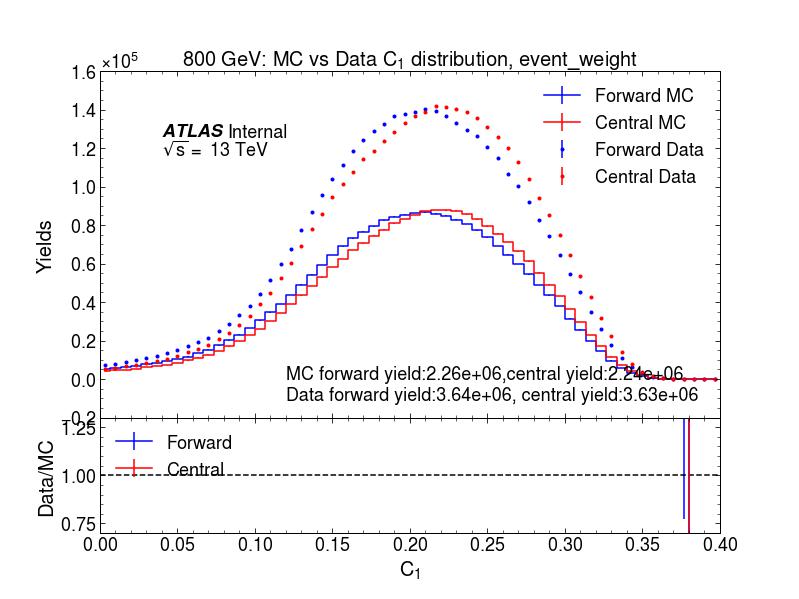 ×10⁵
800 GeV: MC vs Data C₁ distribution, event_weight
1.6
1.4
1.2
1.0
0.8
0.6
0.4
0.2
0.0
0.2
Yields
ATLAS Internal
√s = 13 TeV
Forward MC
Central MC
Forward Data
Central Data
MC forward yield:2.26e+06,central yield:2.24e+06
Data forward yield:3.64e+06, central yield:3.63e+06
1.25
1.00
0.75
Data/MC
Forward
Central
0.00 0.05 0.10 0.15 0.20 0.25 0.30 0.35 0.40
C₁